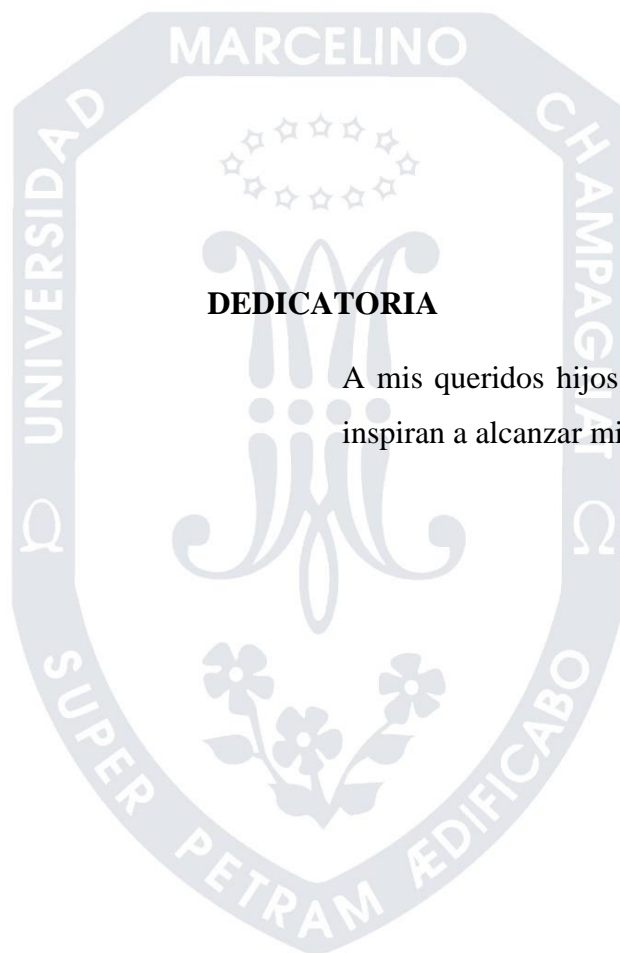 MARCELINO
UNIVERSIDAD
CHAMPAGNAT
DEDICATORIA
A mis queridos hijos
inspiran a alcanzar mi
SUPER PETRAM ÆDIFICABO